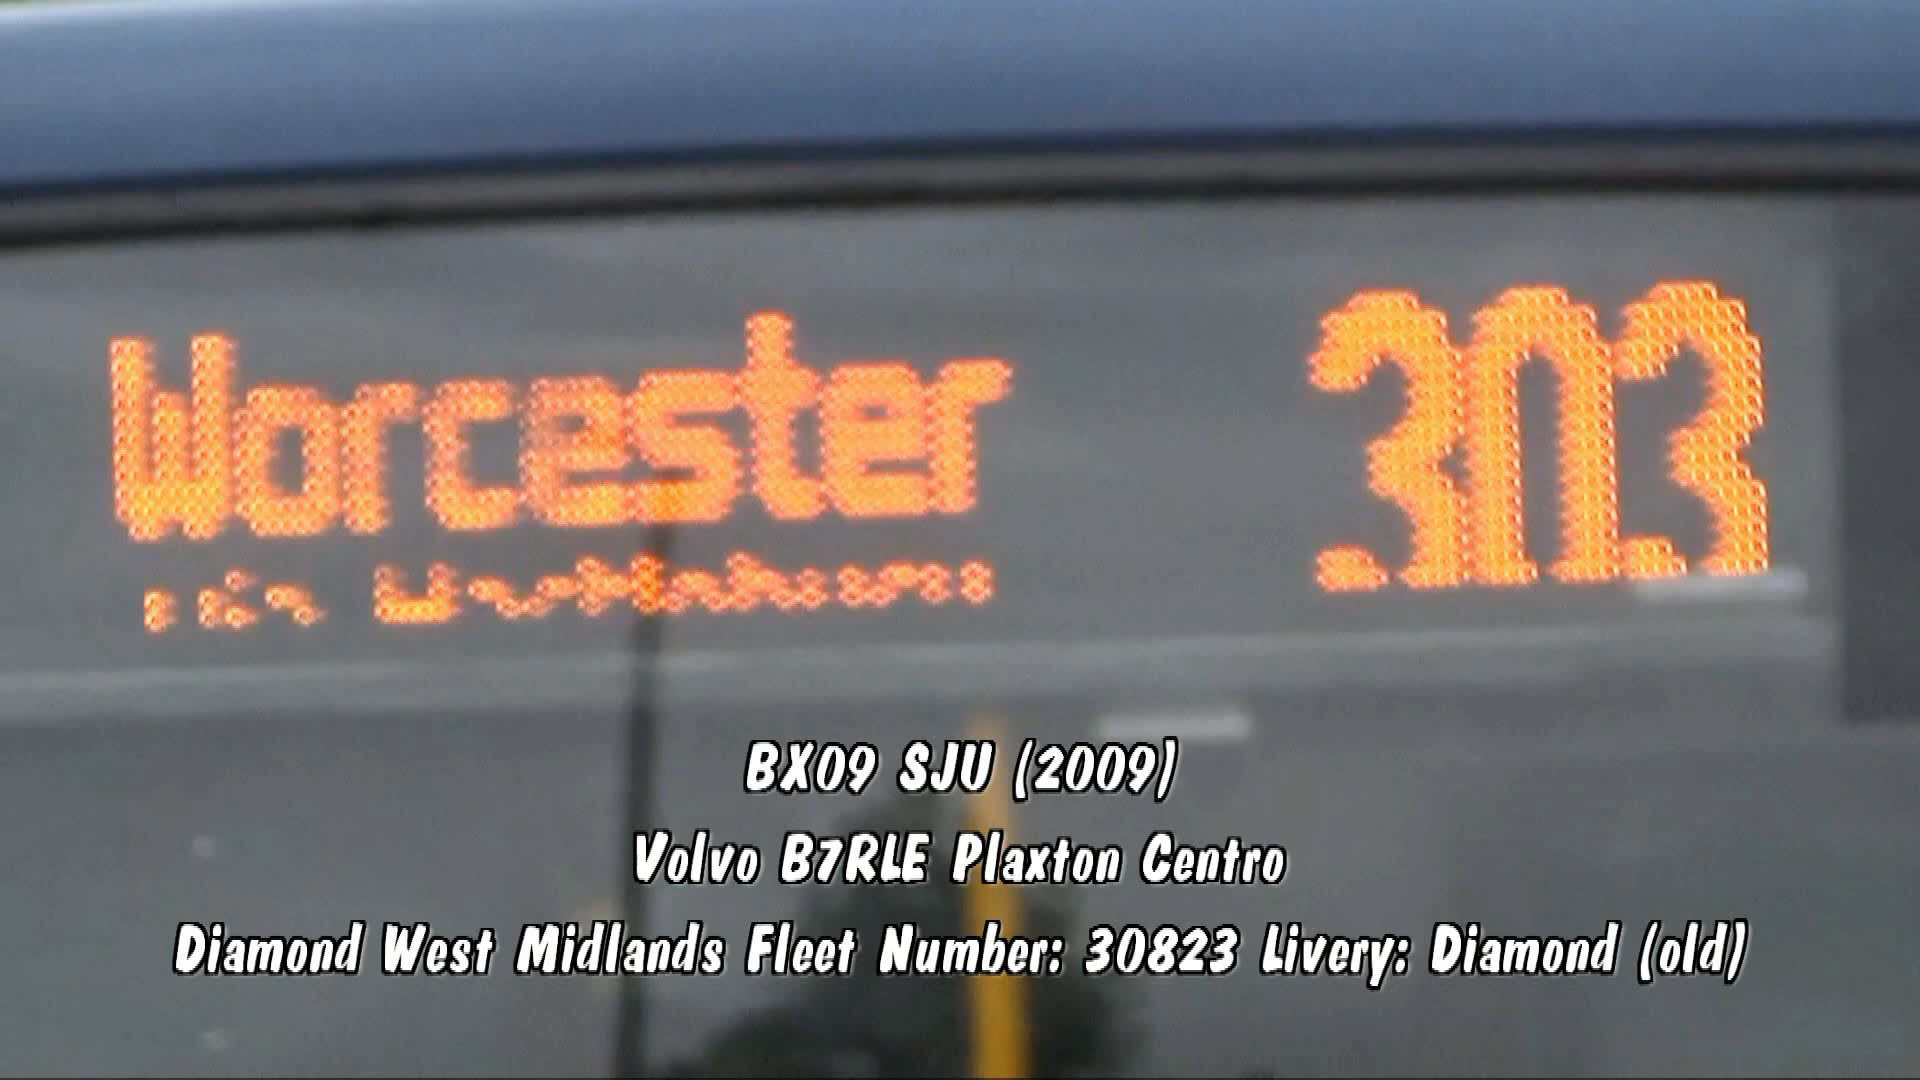 Worcester 303
BX09 SJU (2009)
Volvo B7RLE Plaxton Centro
Diamond West Midlands Fleet Number: 30823 Livery: Diamond (old)